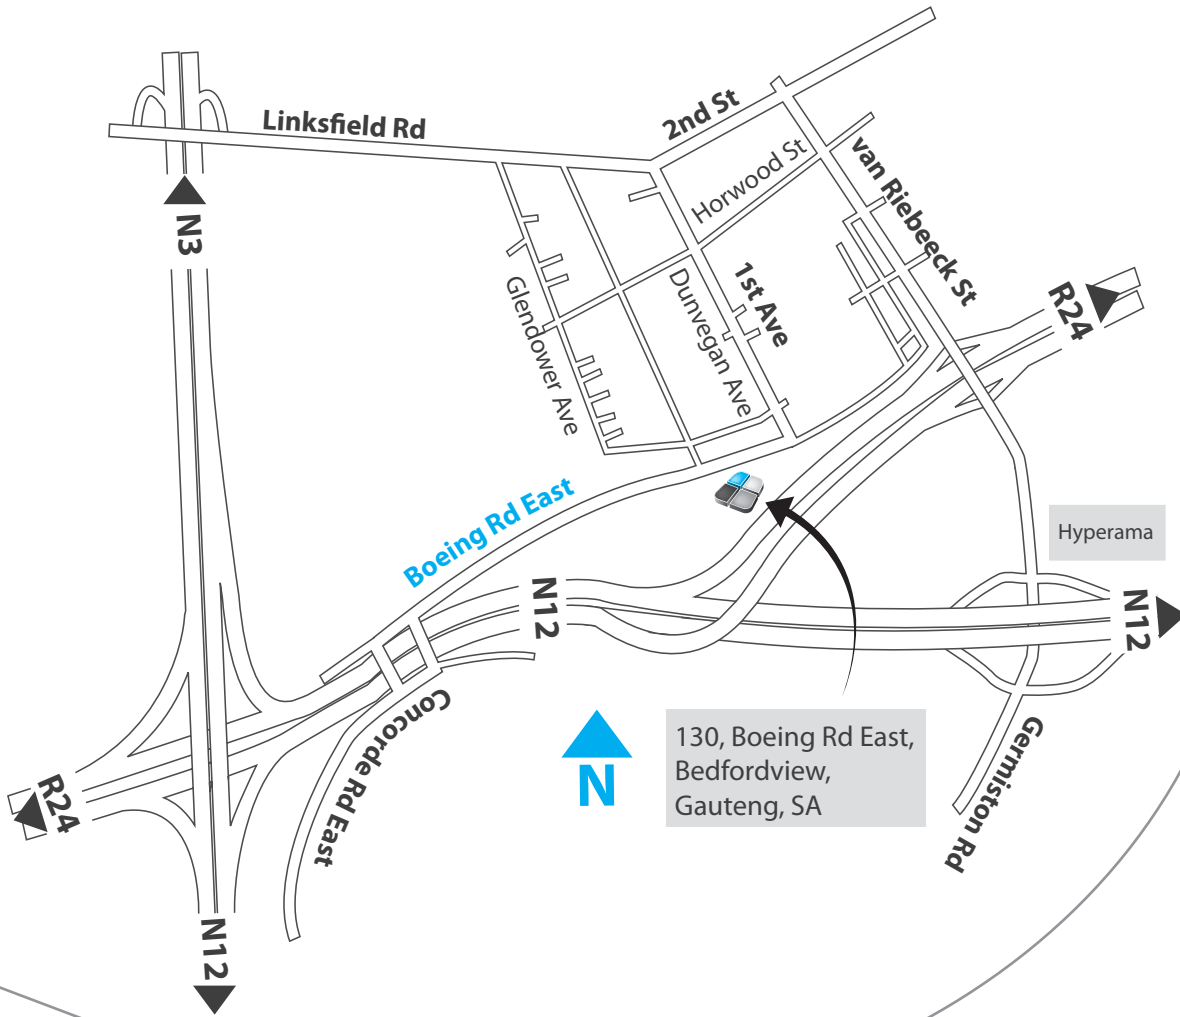 Linksfield Rd
2nd St
Horwood St
van Riebeeck St
N3
Glendower Ave
Dunvegan Ave
1st Ave
R24
Boeing Rd East
Hyperama
N12
N12
Concorde Rd East
130, Boeing Rd East,
Bedfordview,
Gauteng, SA
N
Germiston Rd
R24
N12